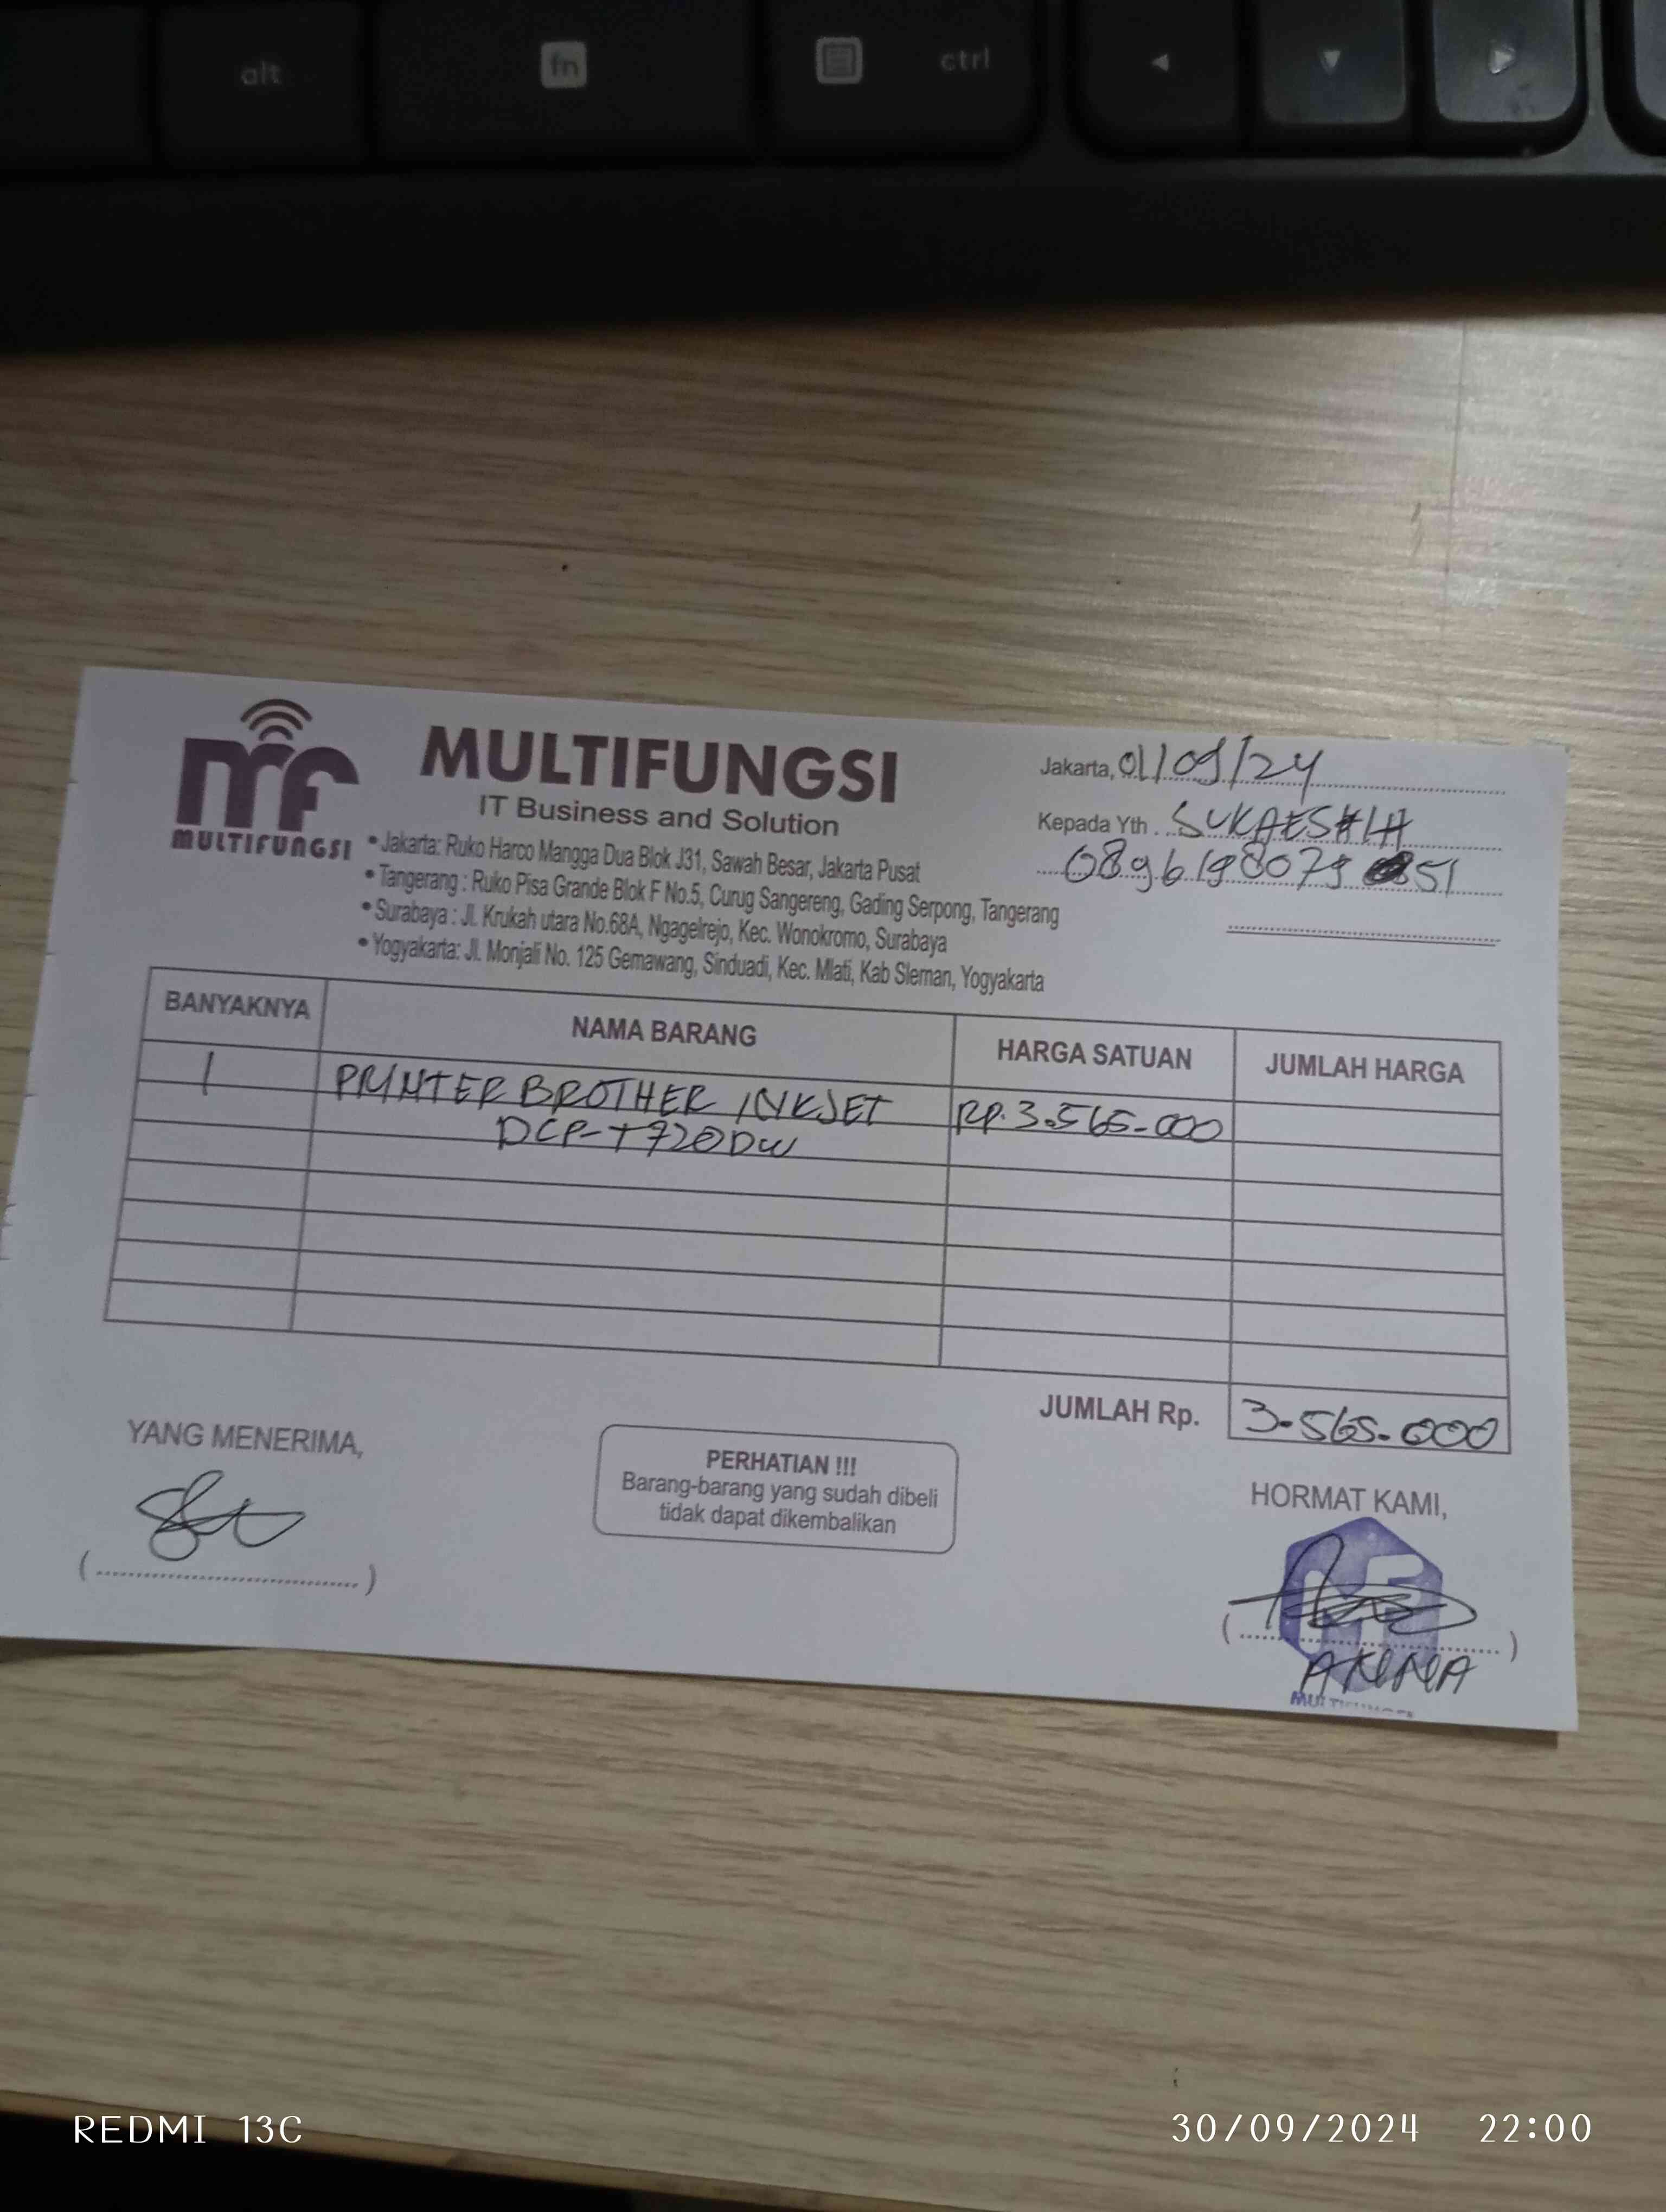 alt fn ctrl
mf
MULTIFUNGSI
MULTIFUNGSI
IT Business and Solution
• Jakarta: Ruko Harco Mangga Dua Blok J31, Sawah Besar, Jakarta Pusat
• Tangerang : Ruko Pisa Grande Blok F No.5, Curug Sangereng, Gading Serpong, Tangerang
• Surabaya : Jl. Krukah utara No.68A, Ngagelrejo, Kec. Wonokromo, Surabaya
• Yogyakarta: Jl. Monjali No. 125 Gemawang, Sinduadi, Kec. Mlati, Kab Sleman, Yogyakarta
Jakarta, 01/09/24
Kepada Yth. SUKAESIH
BANYAKNYA NAMA BARANG HARGA SATUAN JUMLAH HARGA
1 PRINTER BROTHER INKJET RP. 3.565.000
DCP-T720DW
JUMLAH Rp. 3.565.000
YANG MENERIMA,
PERHATIAN !!!
Barang-barang yang sudah dibeli
tidak dapat dikembalikan
HORMAT KAMI,
ANNA
REDMI 13C 30/09/2024 22:00